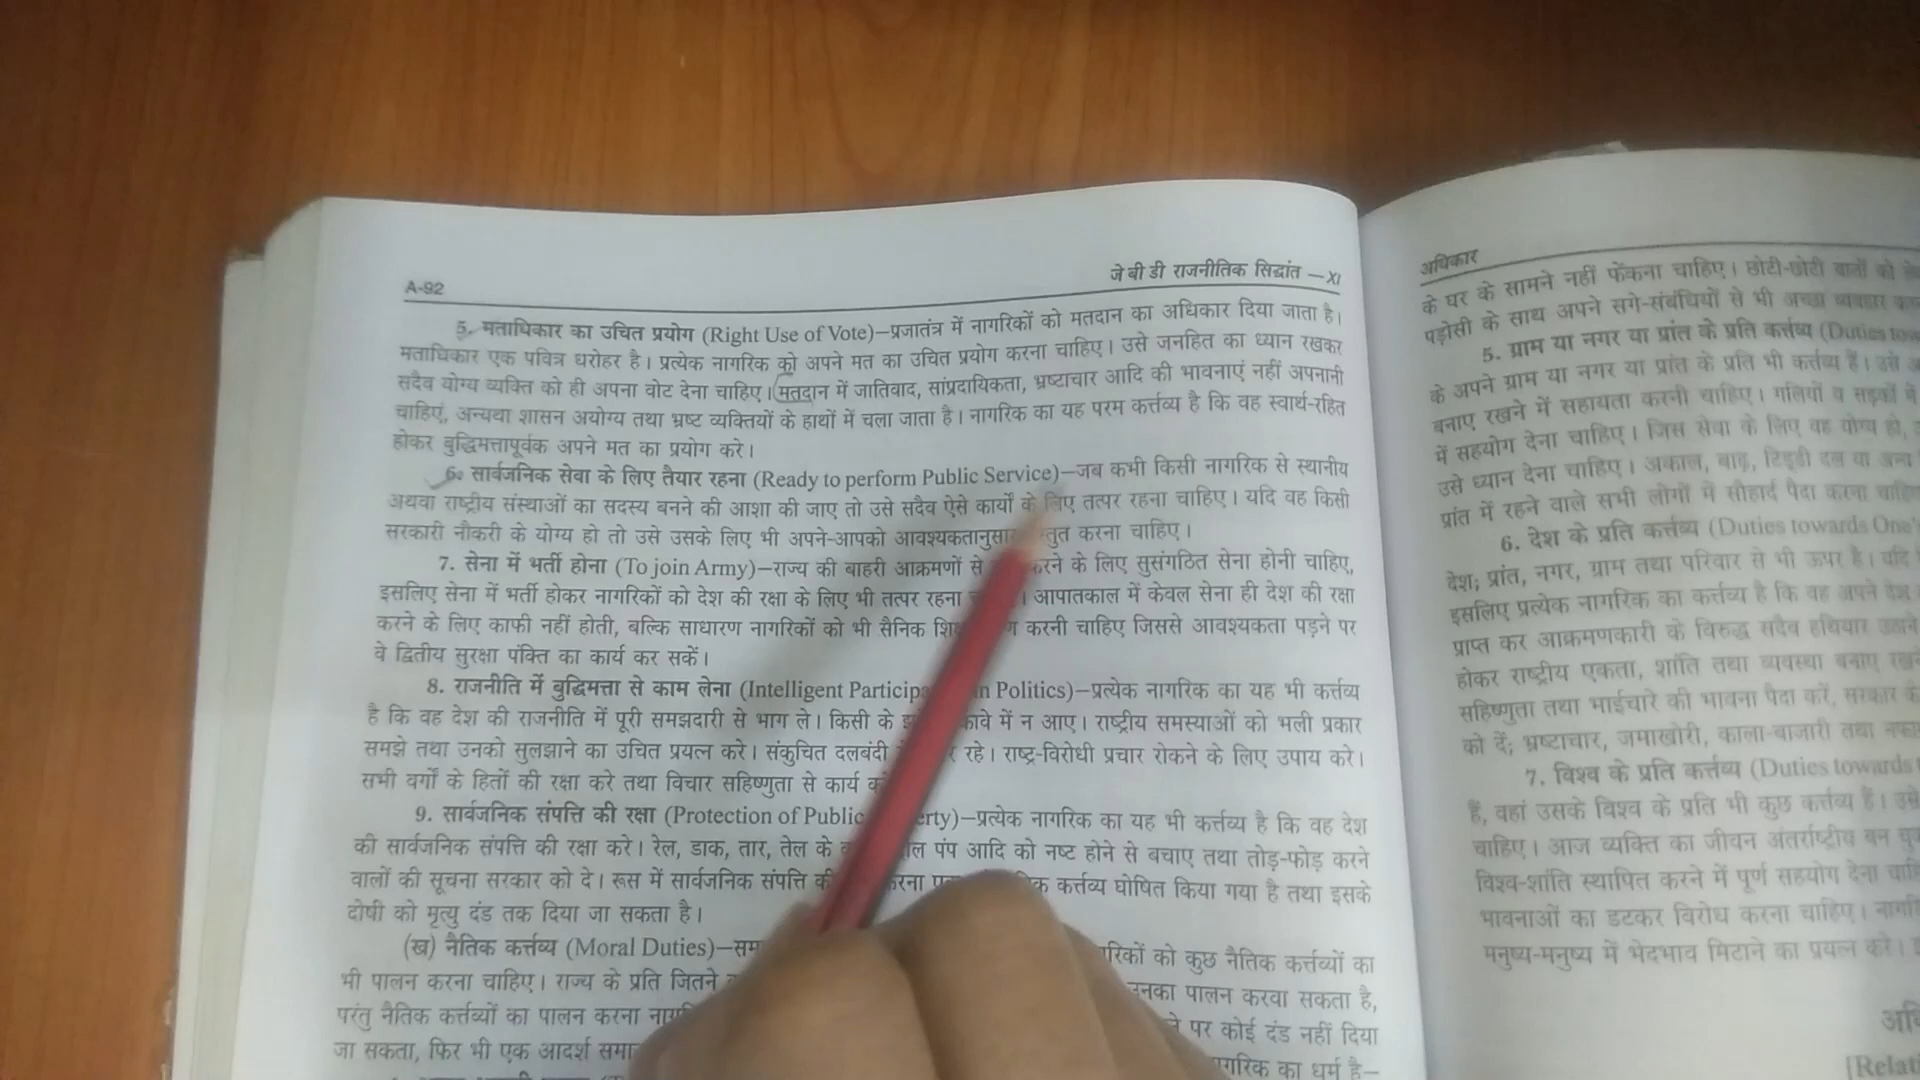 A-92
जे बी डी राजनीतिक सिद्धांत —XI
5. मताधिकार का उचित प्रयोग (Right Use of Vote)–प्रजातंत्र में नागरिकों को मतदान का अधिकार दिया जाता है।
मताधिकार एक पवित्र धरोहर है। प्रत्येक नागरिक को अपने मत का उचित प्रयोग करना चाहिए। उसे जनहित का ध्यान रखकर
सदैव योग्य व्यक्ति को ही अपना वोट देना चाहिए। मतदान में जातिवाद, सांप्रदायिकता, भ्रष्टाचार आदि की भावनाएं नहीं अपनानी
चाहिएं, अन्यथा शासन अयोग्य तथा भ्रष्ट व्यक्तियों के हाथों में चला जाता है। नागरिक का यह परम कर्त्तव्य है कि वह स्वार्थ-रहित
होकर बुद्धिमत्तापूर्वक अपने मत का प्रयोग करे।
6. सार्वजनिक सेवा के लिए तैयार रहना (Ready to perform Public Service)–जब कभी किसी नागरिक से स्थानीय
अथवा राष्ट्रीय संस्थाओं का सदस्य बनने की आशा की जाए तो उसे सदैव ऐसे कार्यों के लिए तत्पर रहना चाहिए। यदि वह किसी
सरकारी नौकरी के योग्य हो तो उसे उसके लिए भी अपने-आपको आवश्यकतानुसार करना चाहिए।
7. सेना में भर्ती होना (To join Army)–राज्य की बाहरी आक्रमणों से के लिए सुसंगठित सेना होनी चाहिए,
इसलिए सेना में भर्ती होकर नागरिकों को देश की रक्षा के लिए भी तत्पर रहना । आपातकाल में केवल सेना ही देश की रक्षा
करने के लिए काफी नहीं होती, बल्कि साधारण नागरिकों को भी सैनिक करनी चाहिए जिससे आवश्यकता पड़ने पर
वे द्वितीय सुरक्षा पंक्ति का कार्य कर सकें।
8. राजनीति में बुद्धिमत्ता से काम लेना (Intelligent in Politics)–प्रत्येक नागरिक का यह भी कर्त्तव्य
है कि वह देश की राजनीति में पूरी समझदारी से भाग ले। किसी के में न आए। राष्ट्रीय समस्याओं को भली प्रकार
समझे तथा उनको सुलझाने का उचित प्रयत्न करे। संकुचित दलबंदी रहे। राष्ट्र-विरोधी प्रचार रोकने के लिए उपाय करे।
सभी वर्गों के हितों की रक्षा करे तथा विचार सहिष्णुता से कार्य
9. सार्वजनिक संपत्ति की रक्षा (Protection of Public )–प्रत्येक नागरिक का यह भी कर्त्तव्य है कि वह देश
की सार्वजनिक संपत्ति की रक्षा करे। रेल, डाक, तार, तेल के पंप आदि को नष्ट होने से बचाए तथा तोड़-फोड़ करने
वालों की सूचना सरकार को दे। रूस में सार्वजनिक संपत्ति की करना कर्त्तव्य घोषित किया गया है तथा इसके
दोषी को मृत्यु दंड तक दिया जा सकता है।
(ख) नैतिक कर्त्तव्य (Moral Duties)– को कुछ नैतिक कर्त्तव्यों का
भी पालन करना चाहिए। राज्य के प्रति जितने उनका पालन करवा सकता है,
परंतु नैतिक कर्त्तव्यों का पालन करना पर कोई दंड नहीं दिया
जा सकता, फिर भी एक आदर्श का धर्म है–
अधिकार
के घर के सामने नहीं फेंकना चाहिए। छोटी-छोटी बातों को
पड़ोसी के साथ अपने सगे-संबंधियों से भी अच्छा व्यवहार
5. ग्राम या नगर या प्रांत के प्रति कर्त्तव्य (Duties
के अपने ग्राम या नगर या प्रांत के प्रति भी कर्त्तव्य हैं। उसे
बनाए रखने में सहायता करनी चाहिए। गलियों व सड़कों
में सहयोग देना चाहिए। जिस सेवा के लिए वह योग्य हो,
उसे ध्यान देना चाहिए। अकाल, बाढ़, टिड्डी दल या अन्य
प्रांत में रहने वाले सभी लोगों में सौहार्द पैदा करना
6. देश के प्रति कर्त्तव्य (Duties towards One's
देश; प्रांत, नगर, ग्राम तथा परिवार से भी ऊपर है। यदि
इसलिए प्रत्येक नागरिक का कर्त्तव्य है कि वह अपने देश
प्राप्त कर आक्रमणकारी के विरुद्ध सदैव हथियार उठाने
होकर राष्ट्रीय एकता, शांति तथा व्यवस्था बनाए
सहिष्णुता तथा भाईचारे की भावना पैदा करें, सरकार
को दें; भ्रष्टाचार, जमाखोरी, काला-बाजारी तथा
7. विश्व के प्रति कर्त्तव्य (Duties towards
हैं, वहां उसके विश्व के प्रति भी कुछ कर्त्तव्य हैं।
चाहिए। आज व्यक्ति का जीवन अंतर्राष्ट्रीय बन
विश्व-शांति स्थापित करने में पूर्ण सहयोग देना
भावनाओं का डटकर विरोध करना चाहिए।
मनुष्य-मनुष्य में भेदभाव मिटाने का प्रयत्न करे।